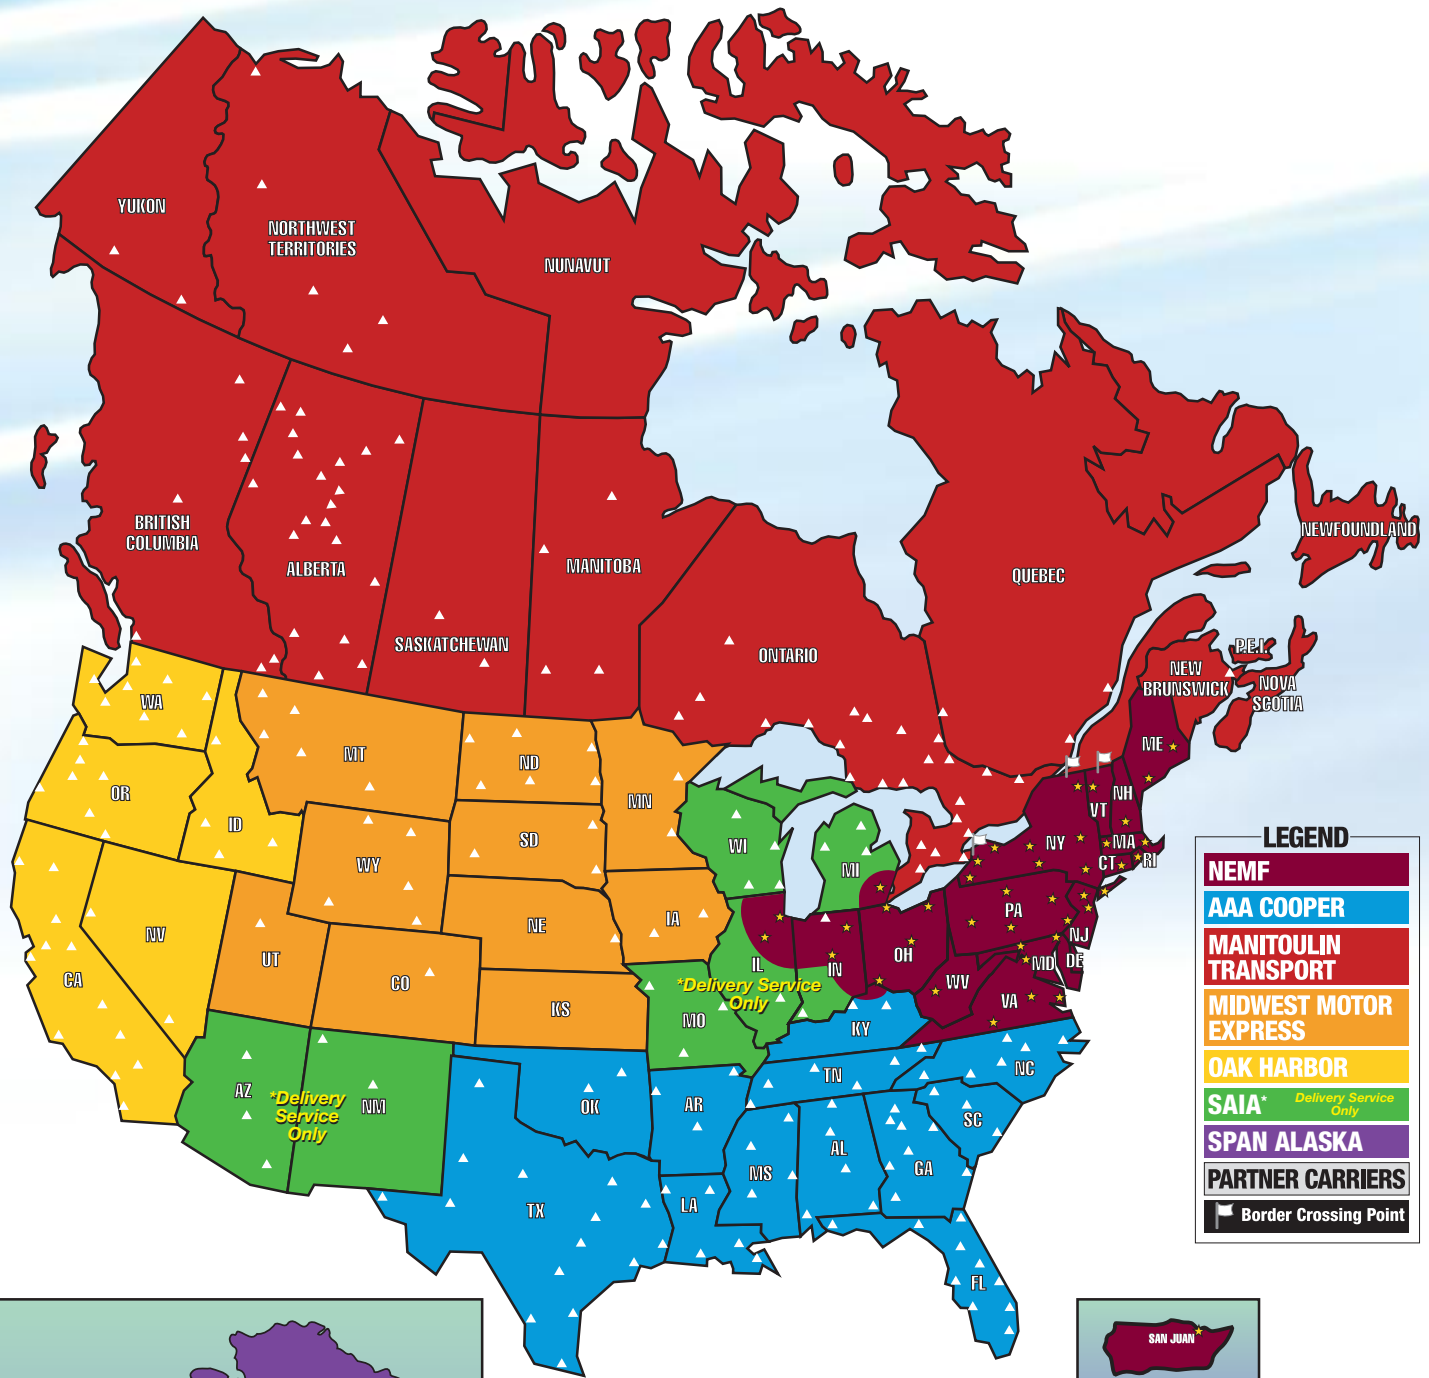 YUKON
NORTHWEST
TERRITORIES
NUNAVUT
BRITISH
COLUMBIA
ALBERTA
SASKATCHEWAN
MANITOBA
ONTARIO
QUEBEC
NEWFOUNDLAND
P.E.I.
NEW
BRUNSWICK
NOVA
SCOTIA
WA
OR
ID
MT
ND
MN
SD
WY
WI
MI
NY
VT
NH
ME
MA
CT
RI
NV
CA
UT
CO
NE
IA
KS
IL
IN
OH
PA
NJ
MD
DE
WV
VA
*Delivery Service
Only
MO
KY
AZ
NM
*Delivery
Service
Only
OK
AR
TN
NC
SC
TX
LA
MS
AL
GA
FL
LEGEND
NEMF
AAA COOPER
MANITOULIN
TRANSPORT
MIDWEST MOTOR
EXPRESS
OAK HARBOR
SAIA* Delivery Service
Only
SPAN ALASKA
PARTNER CARRIERS
Border Crossing Point
SAN JUAN